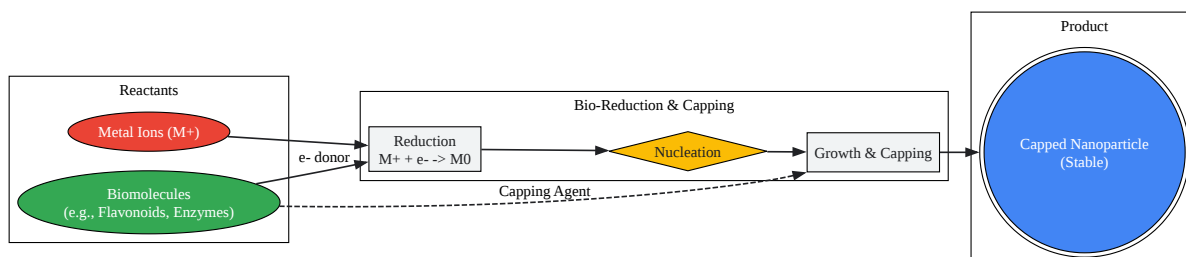 Product
Reactants
Bio-Reduction & Capping
Metal Ions (M+)
e- donor
Reduction
M+ + e- -> M0
Nucleation
Growth & Capping
Capped Nanoparticle
(Stable)
Biomolecules
(e.g., Flavonoids, Enzymes)
Capping Agent